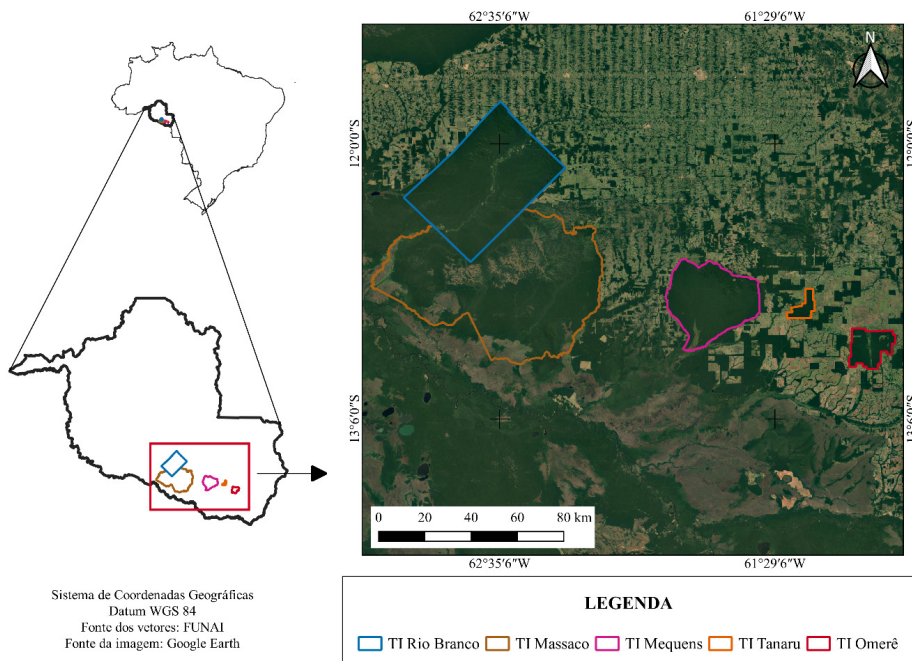 62°35'6"W
61°29'6"W
N
12°0'0"S
12°0'0"S
13°6'0"S
13°6'0"S
0 20 40 60 80 km
62°35'6"W
61°29'6"W
Sistema de Coordenadas Geográficas
Datum WGS 84
Fonte dos vetores: FUNAI
Fonte da imagem: Google Earth
LEGENDA
TI Rio Branco TI Massaco TI Mequens TI Tanaru TI Omerê